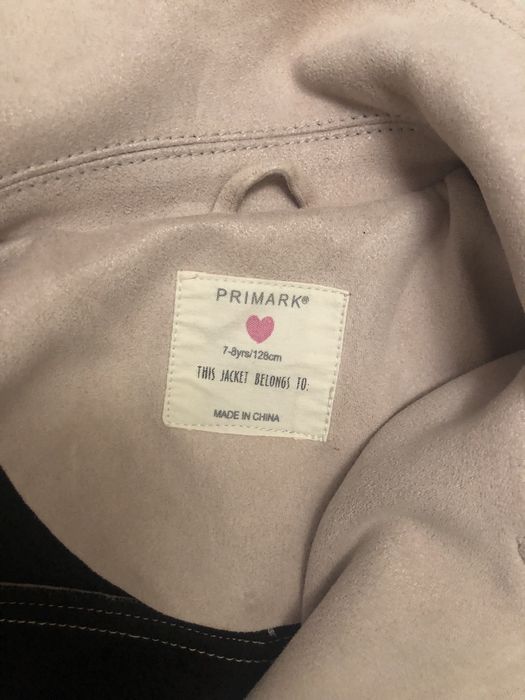 PRIMARK®
7-8yrs/128cm
THIS JACKET BELONGS TO:
MADE IN CHINA